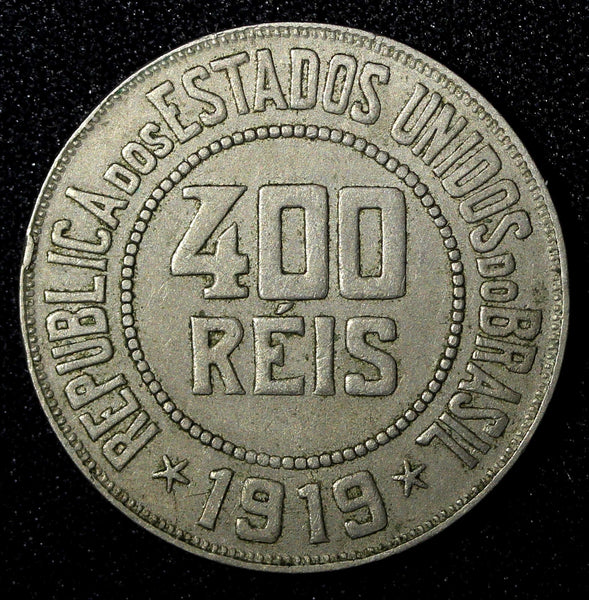 REPUBLICA DOS ESTADOS UNIDOS DO BRASIL
400
RÉIS
1919